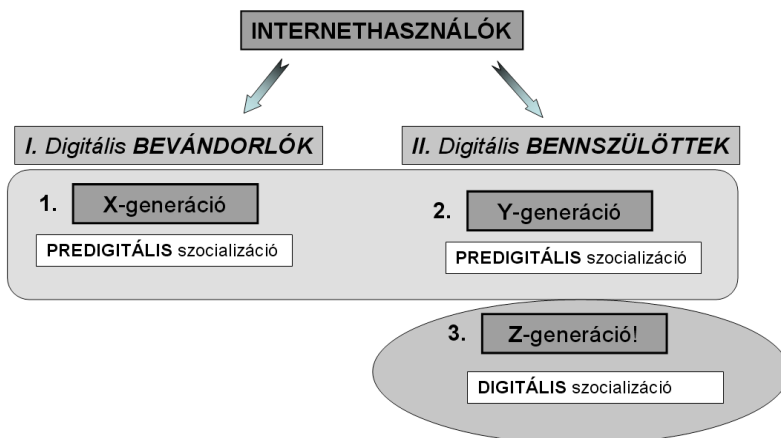 INTERNETHASZNÁLÓK
I. Digitális BEVÁNDORLÓK
II. Digitális BENNSZÜLÖTTEK
1. X-generáció
PREDIGITÁLIS szocializáció
2. Y-generáció
PREDIGITÁLIS szocializáció
3. Z-generáció!
DIGITÁLIS szocializáció